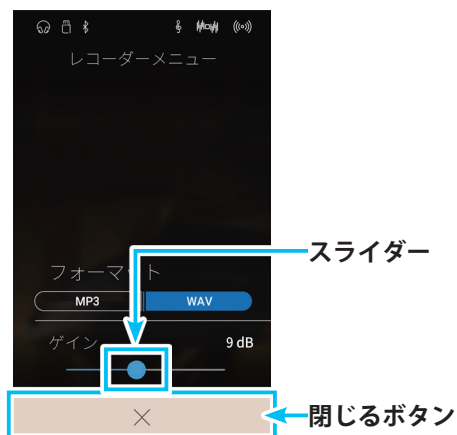 レコーダーメニュー
スライダー
フォーマット
MP3
WAV
ゲイン
9 dB
閉じるボタン